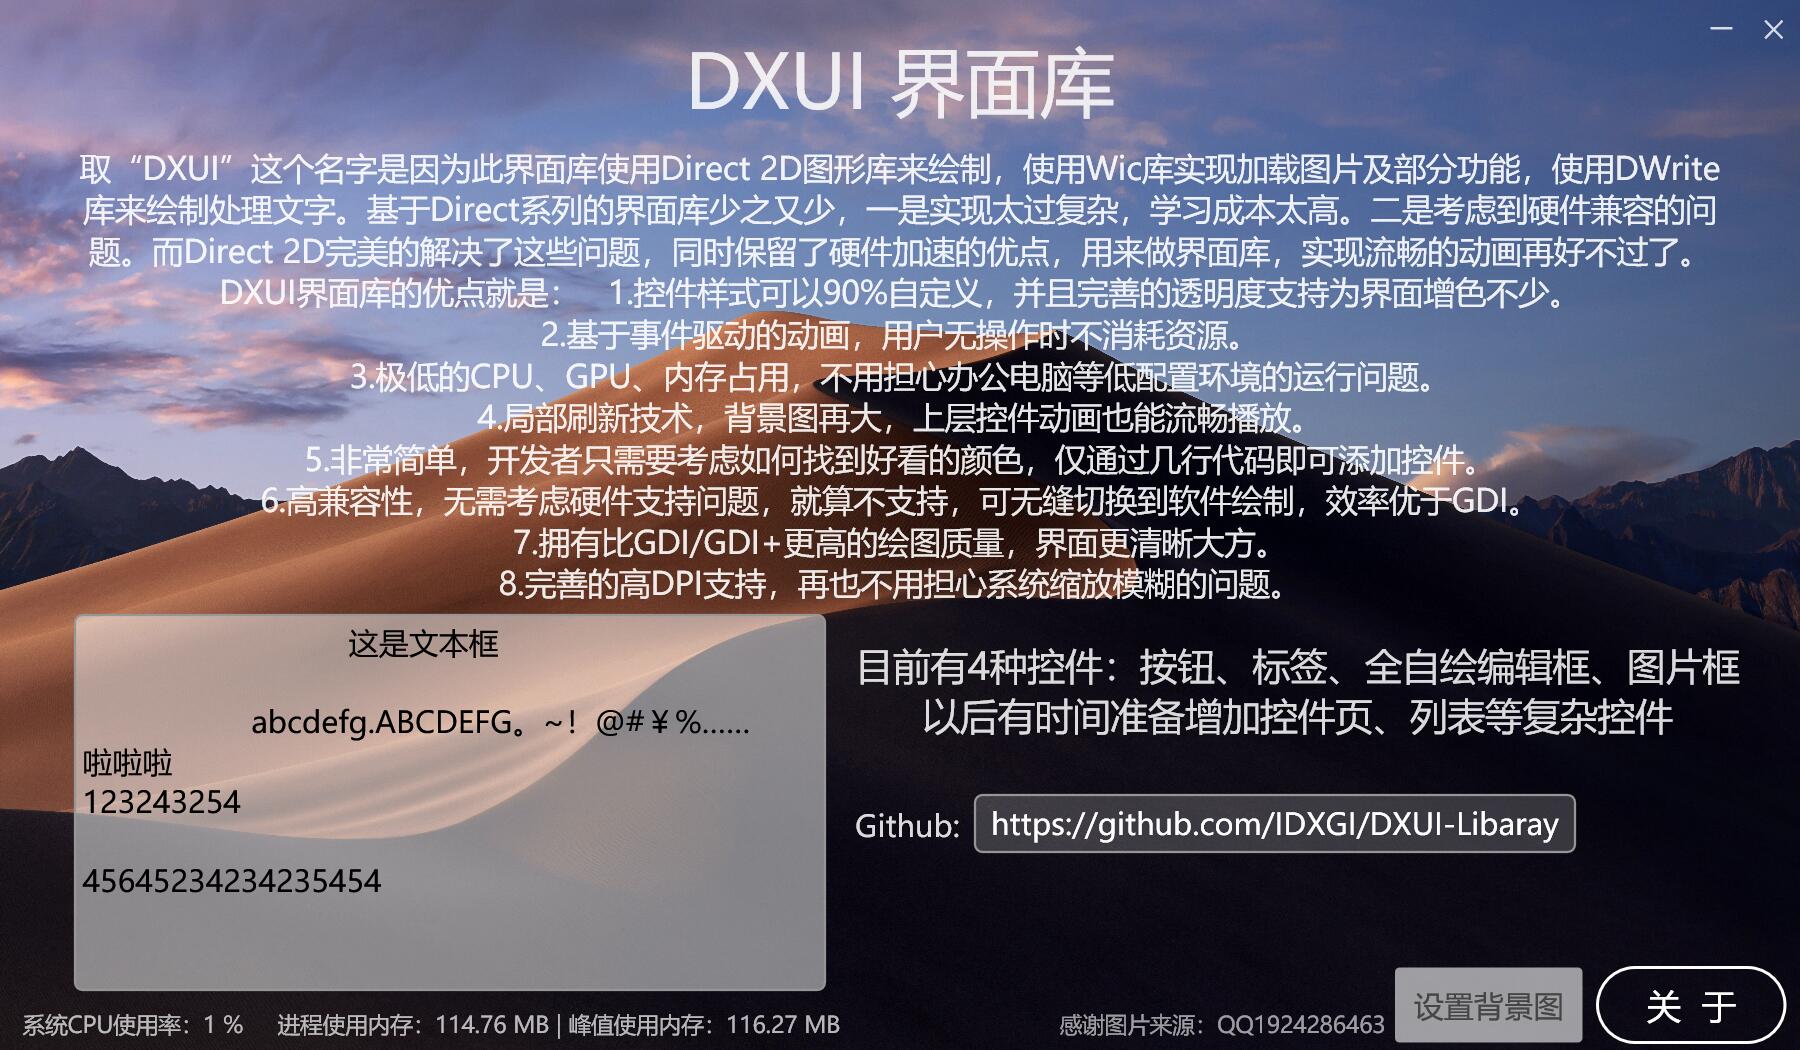 DXUI 界面库
取“DXUI”这个名字是因为此界面库使用Direct 2D图形库来绘制，使用Wic库实现加载图片及部分功能，使用DWrite
库来绘制处理文字。基于Direct系列的界面库少之又少，一是实现太过复杂，学习成本太高。二是考虑到硬件兼容的问
题。而Direct 2D完美的解决了这些问题，同时保留了硬件加速的优点，用来做界面库，实现流畅的动画再好不过了。
DXUI界面库的优点就是： 1.控件样式可以90%自定义，并且完善的透明度支持为界面增色不少。
2.基于事件驱动的动画，用户无操作时不消耗资源。
3.极低的CPU、GPU、内存占用，不用担心办公电脑等低配置环境的运行问题。
4.局部刷新技术，背景图再大，上层控件动画也能流畅播放。
5.非常简单，开发者只需要考虑如何找到好看的颜色，仅通过几行代码即可添加控件。
6.高兼容性，无需考虑硬件支持问题，就算不支持，可无缝切换到软件绘制，效率优于GDI。
7.拥有比GDI/GDI+更高的绘图质量，界面更清晰大方。
8.完善的高DPI支持，再也不用担心系统缩放模糊的问题。
这是文本框
abcdefg.ABCDEFG。~！@#￥%……
啦啦啦
123243254
45645234234235454
目前有4种控件：按钮、标签、全自绘编辑框、图片框
以后有时间准备增加控件页、列表等复杂控件
Github: https://github.com/IDXGI/DXUI-Libaray
系统CPU使用率：1 % 进程使用内存：114.76 MB | 峰值使用内存：116.27 MB
感谢图片来源：QQ1924286463
设置背景图
关 于